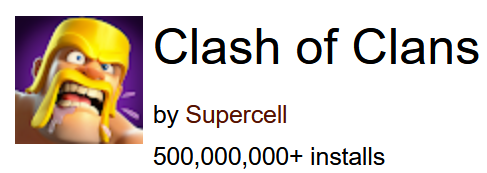 Clash of Clans
by Supercell
500,000,000+ installs